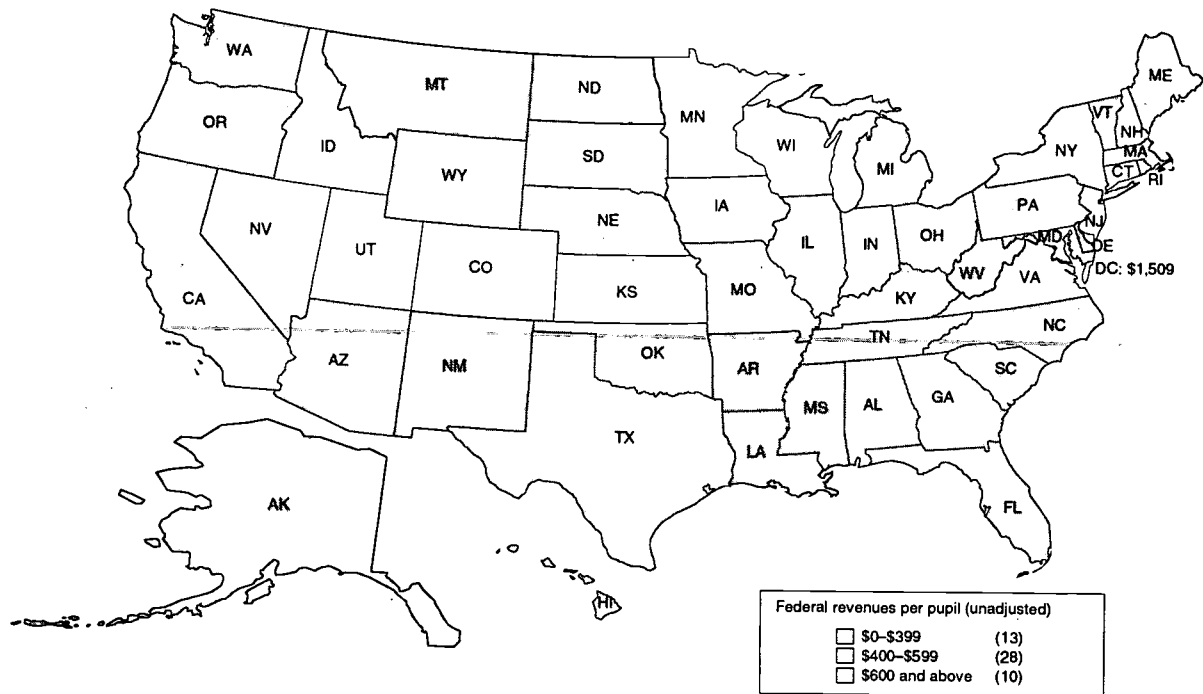 WA
MT
ND
MN
ME
OR
ID
SD
WI
VT
NH
WY
MI
NY
MA
CT
RI
NV
NE
IA
PA
UT
CO
IL
IN
OH
NJ
MD
DE
WV
VA
DC: $1,509
CA
KS
MO
KY
NC
TN
AZ
NM
OK
AR
SC
MS
AL
GA
TX
LA
AK
FL
HI
Federal revenues per pupil (unadjusted)
$0–$399 (13)
$400–$599 (28)
$600 and above (10)